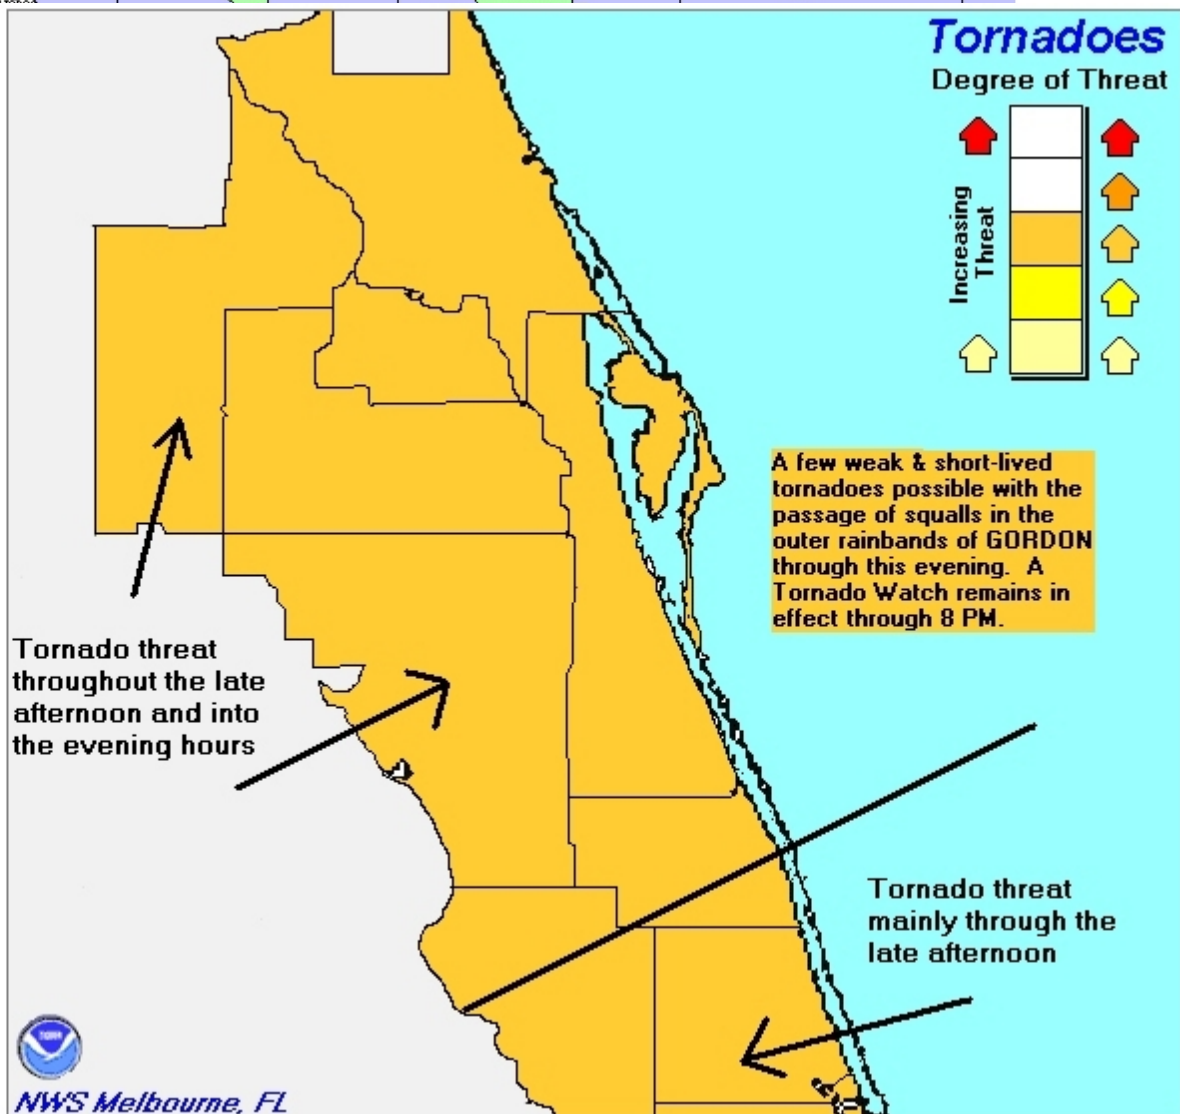 Tornadoes
Degree of Threat
Increasing
Threat
A few weak & short-lived
tornadoes possible with the
passage of squalls in the
outer rainbands of GORDON
through this evening.  A
Tornado Watch remains in
effect through 8 PM.
Tornado threat
throughout the late
afternoon and into
the evening hours
Tornado threat
mainly through the
late afternoon
NWS Melbourne, FL